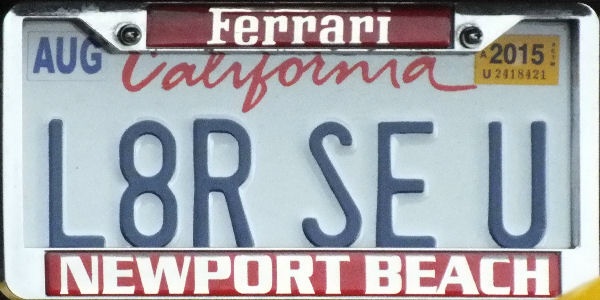 Ferrari
AUG California 2015
U 2418421
L8R SE U
NEWPORT BEACH